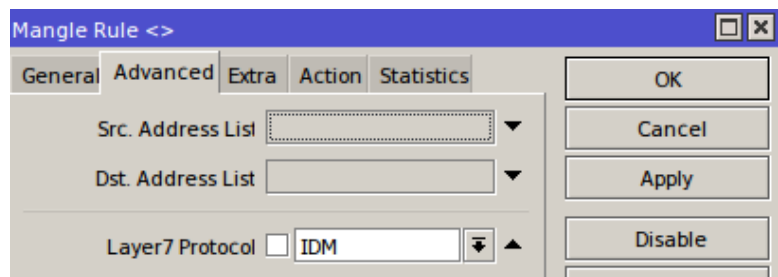 Mangle Rule <>
General Advanced Extra Action Statistics
OK
Src. Address List
Cancel
Dst. Address List
Apply
Layer7 Protocol IDM
Disable